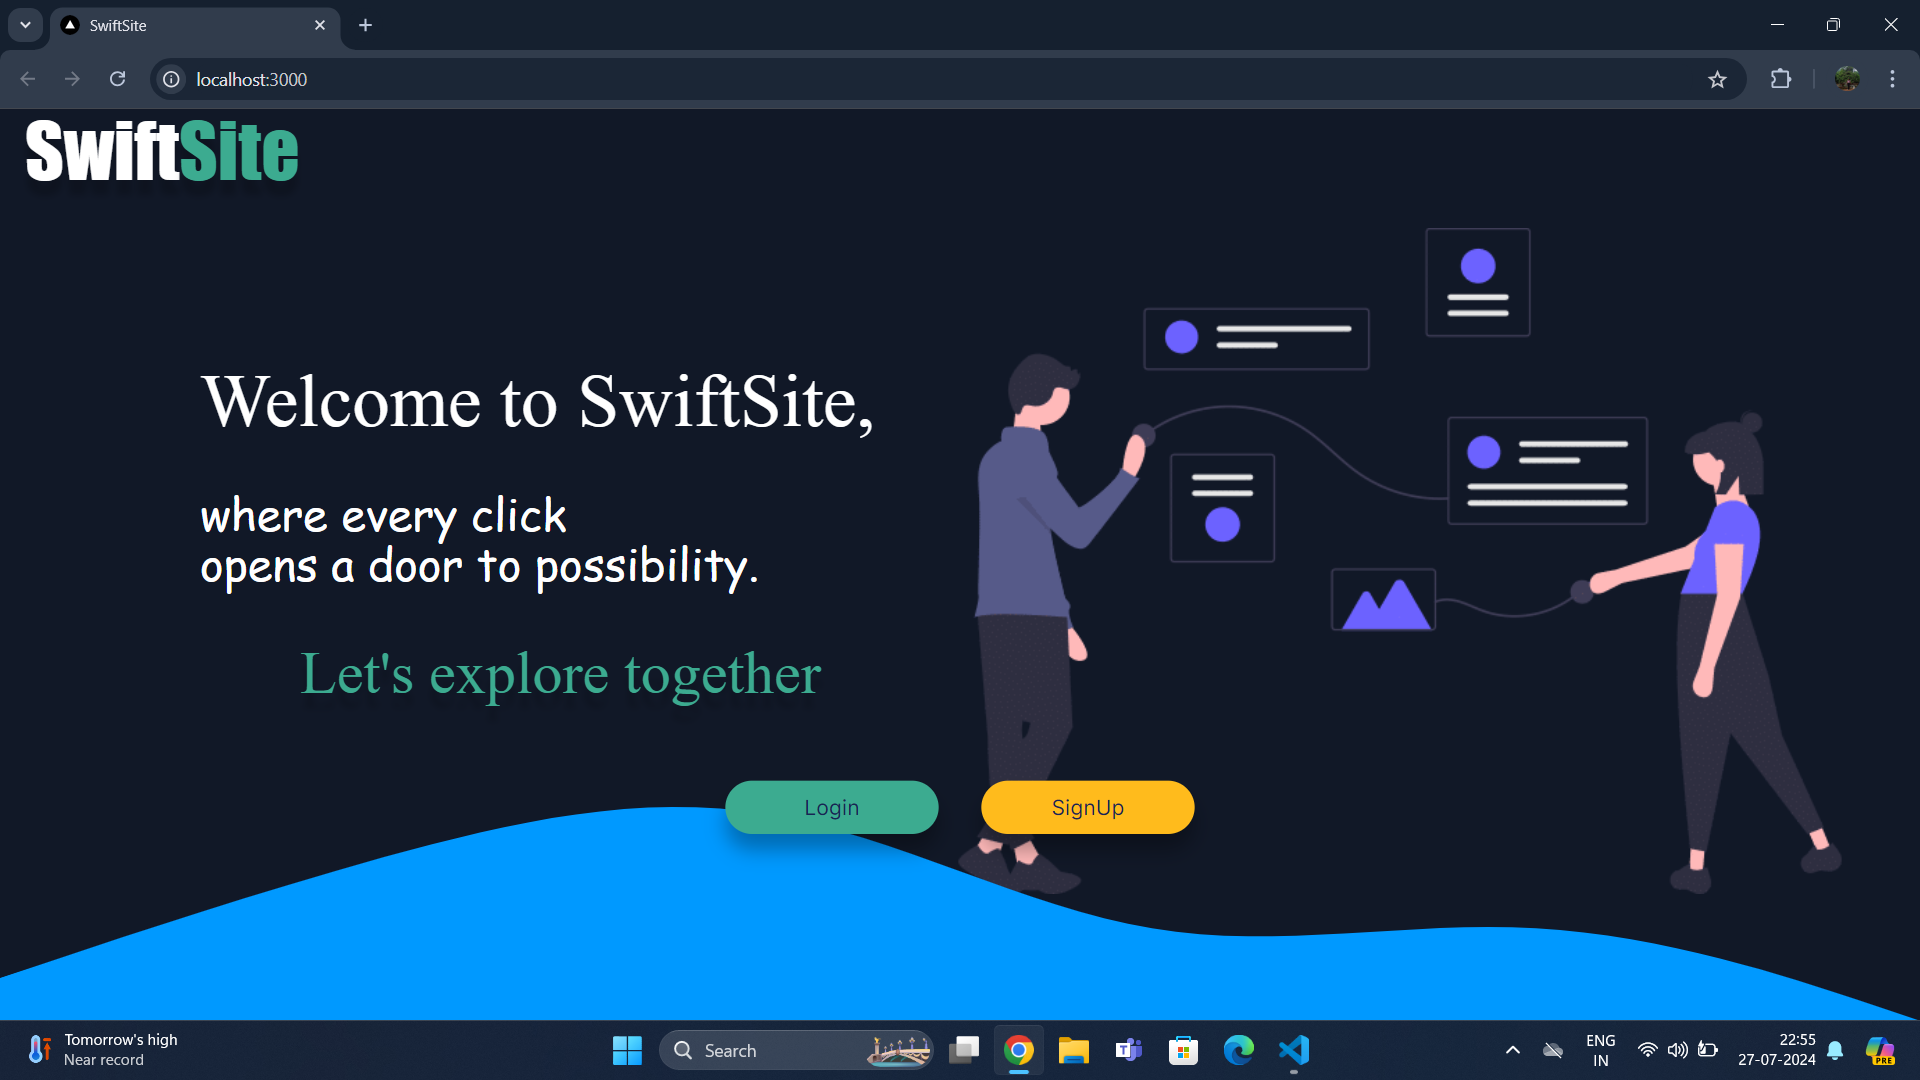 SwiftSite
localhost:3000
SwiftSite
Welcome to SwiftSite,
where every click
opens a door to possibility.
Let's explore together
Login
SignUp
Tomorrow's high
Near record
Search
T
PRE
ENG
IN
22:55
27-07-2024